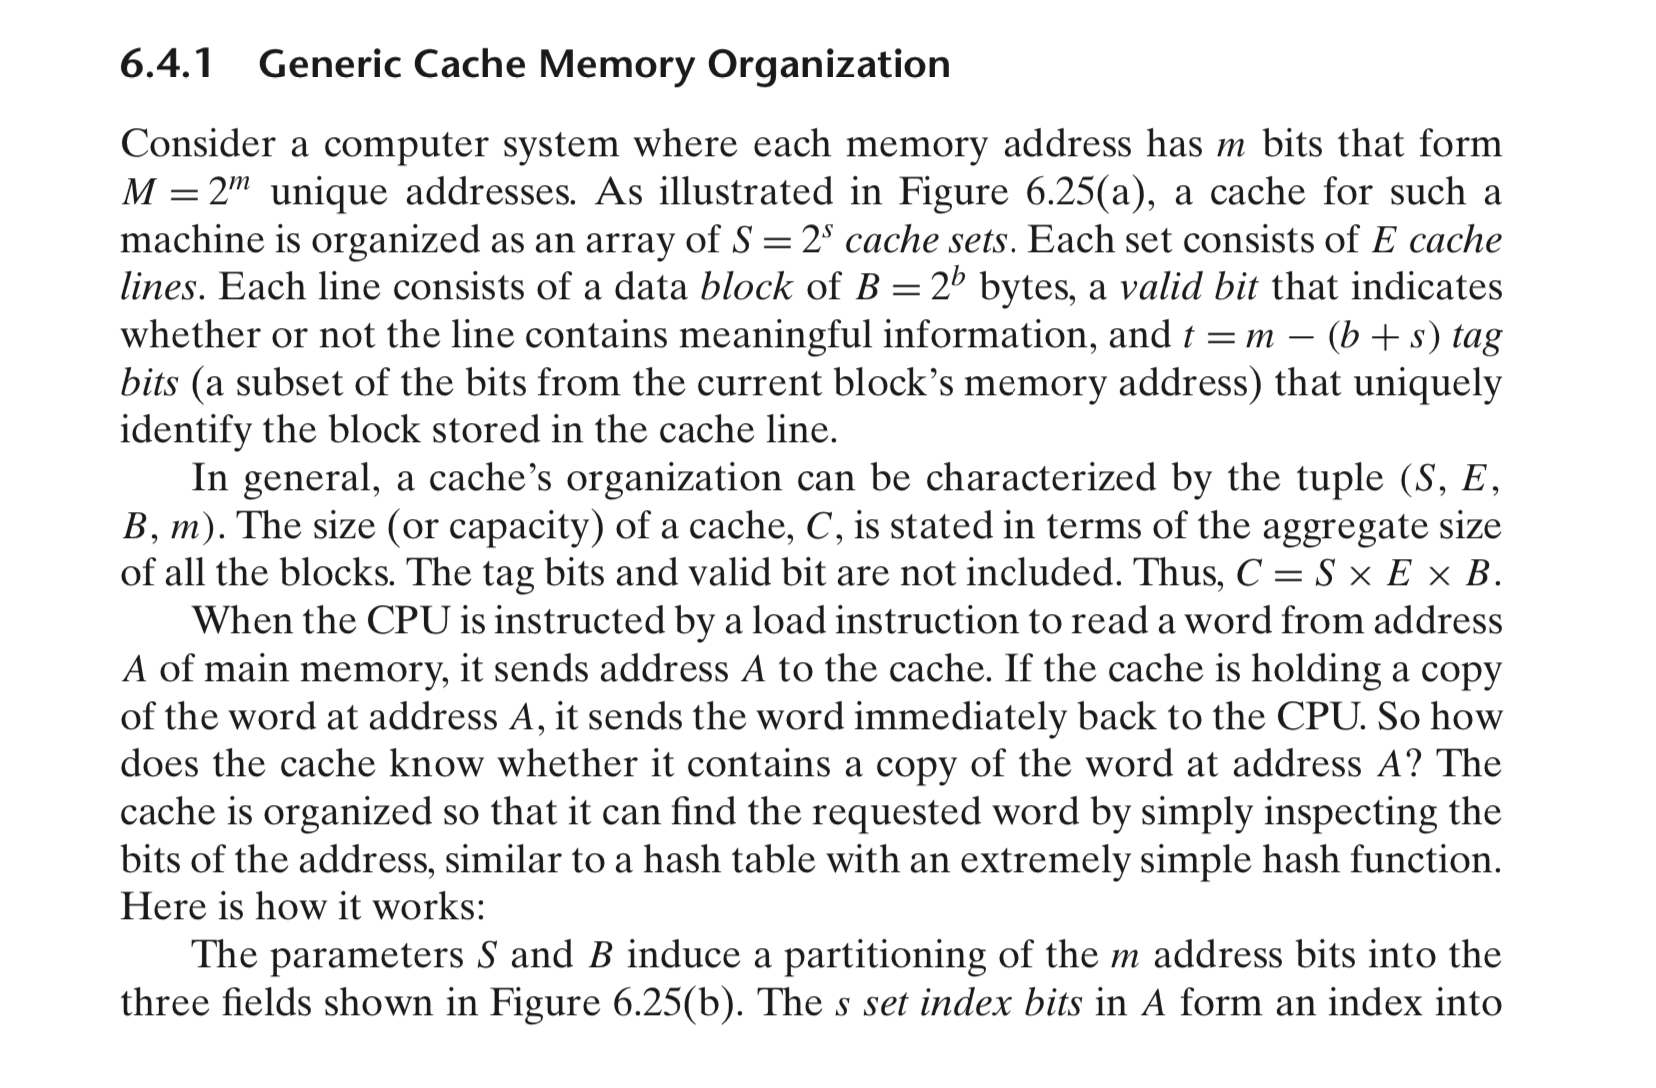 6.4.1 Generic Cache Memory Organization
Consider a computer system where each memory address has m bits that form
M = 2^m unique addresses. As illustrated in Figure 6.25(a), a cache for such a
machine is organized as an array of S = 2^s cache sets. Each set consists of E cache
lines. Each line consists of a data block of B = 2^b bytes, a valid bit that indicates
whether or not the line contains meaningful information, and t = m − (b + s) tag
bits (a subset of the bits from the current block’s memory address) that uniquely
identify the block stored in the cache line.
In general, a cache’s organization can be characterized by the tuple (S, E,
B, m). The size (or capacity) of a cache, C, is stated in terms of the aggregate size
of all the blocks. The tag bits and valid bit are not included. Thus, C = S × E × B.
When the CPU is instructed by a load instruction to read a word from address
A of main memory, it sends address A to the cache. If the cache is holding a copy
of the word at address A, it sends the word immediately back to the CPU. So how
does the cache know whether it contains a copy of the word at address A? The
cache is organized so that it can find the requested word by simply inspecting the
bits of the address, similar to a hash table with an extremely simple hash function.
Here is how it works:
The parameters S and B induce a partitioning of the m address bits into the
three fields shown in Figure 6.25(b). The s set index bits in A form an index into